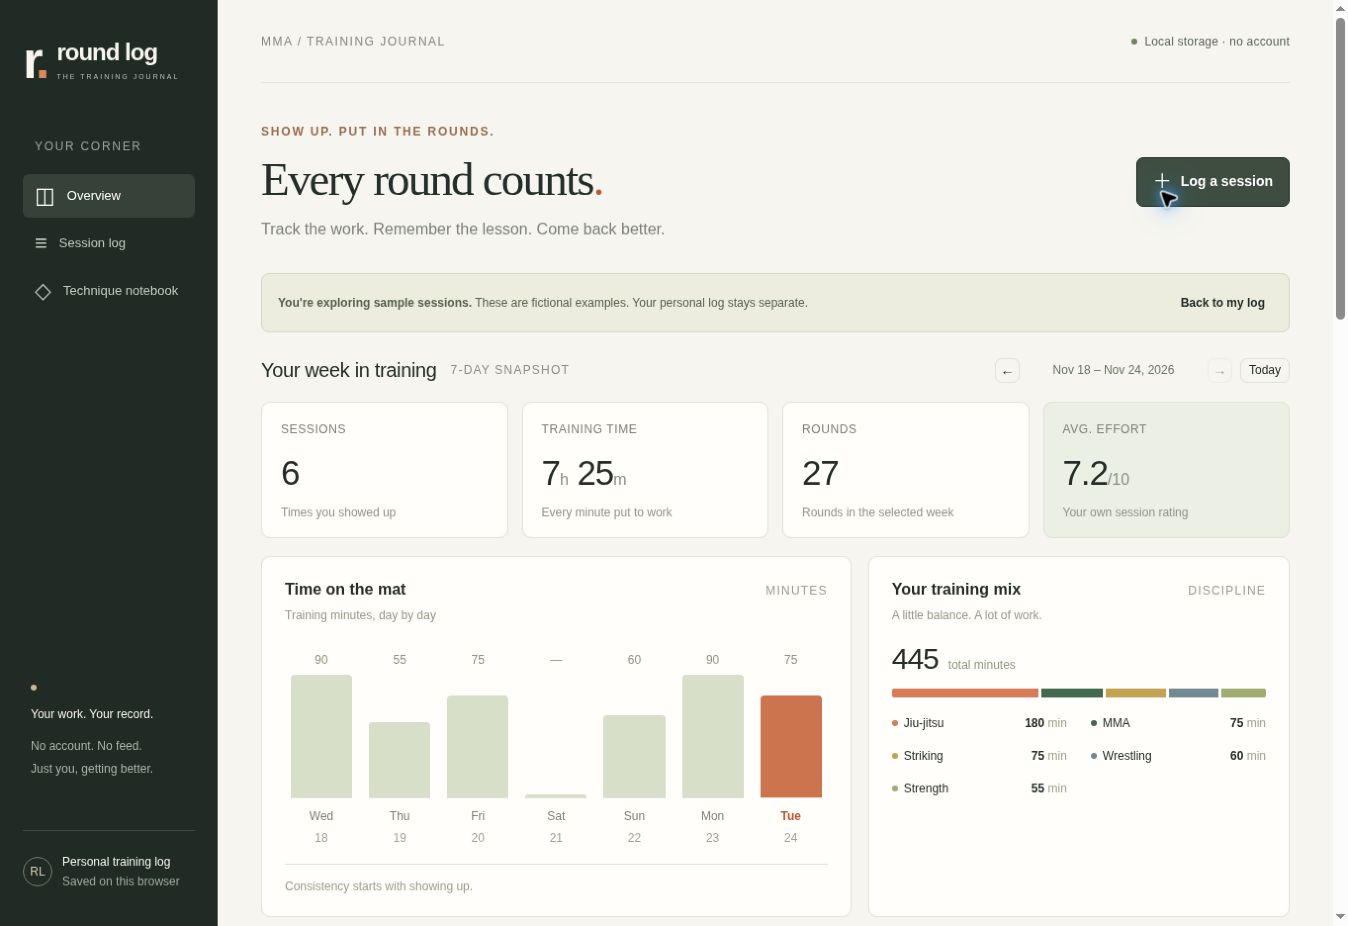 r.
round log
THE TRAINING JOURNAL
YOUR CORNER
Overview
Session log
Technique notebook
Your work. Your record.
No account. No feed.
Just you, getting better.
RL
Personal training log
Saved on this browser
MMA / TRAINING JOURNAL
Local storage · no account
SHOW UP. PUT IN THE ROUNDS.
Every round counts.
Track the work. Remember the lesson. Come back better.
Log a session
You're exploring sample sessions. These are fictional examples. Your personal log stays separate.
Back to my log
Your week in training
7-DAY SNAPSHOT
← Nov 18 – Nov 24, 2026 → Today
SESSIONS
6
Times you showed up
TRAINING TIME
7h 25m
Every minute put to work
ROUNDS
27
Rounds in the selected week
AVG. EFFORT
7.2/10
Your own session rating
Time on the mat
MINUTES
Training minutes, day by day
90 55 75 — 60 90 75
Wed Thu Fri Sat Sun Mon Tue
18 19 20 21 22 23 24
Consistency starts with showing up.
Your training mix
DISCIPLINE
A little balance. A lot of work.
445 total minutes
Jiu-jitsu 180 min MMA 75 min
Striking 75 min Wrestling 60 min
Strength 55 min